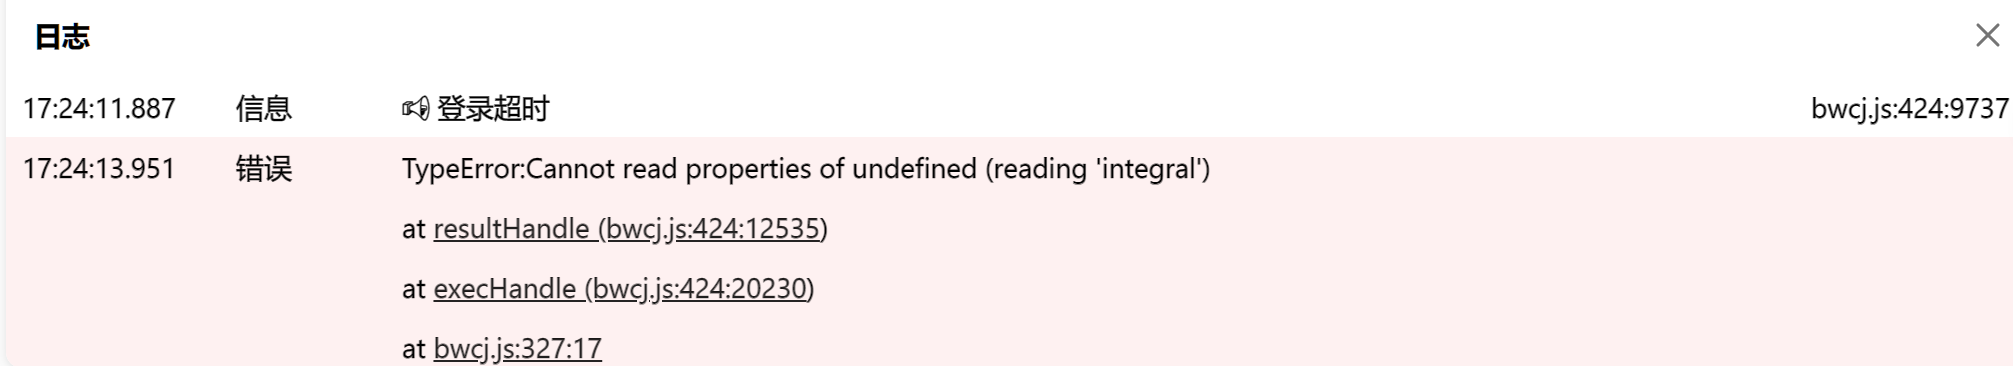 日志
17:24:11.887 信息 📢 登录超时 bwcj.js:424:9737
17:24:13.951 错误 TypeError:Cannot read properties of undefined (reading 'integral')
at resultHandle (bwcj.js:424:12535)
at execHandle (bwcj.js:424:20230)
at bwcj.js:327:17